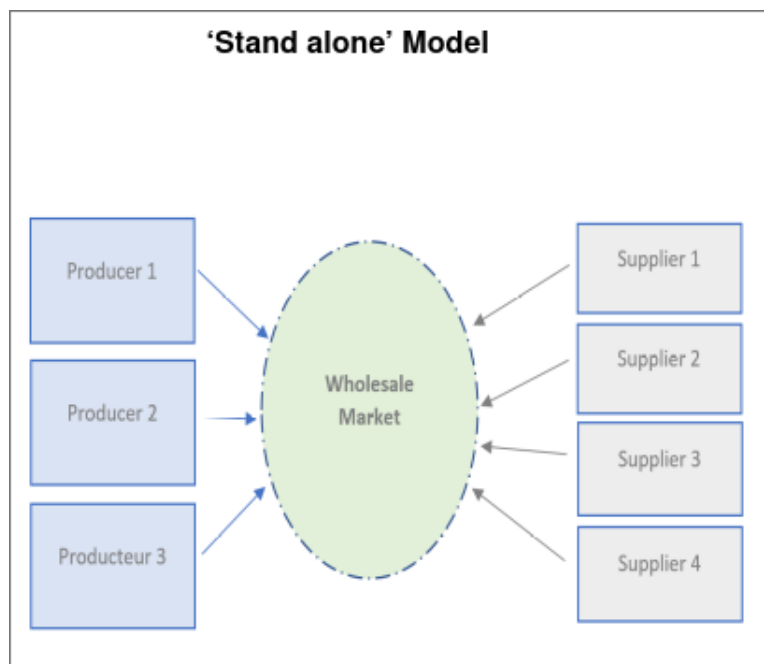 ‘Stand alone’ Model
Producer 1
Producer 2
Producteur 3
Wholesale
Market
Supplier 1
Supplier 2
Supplier 3
Supplier 4